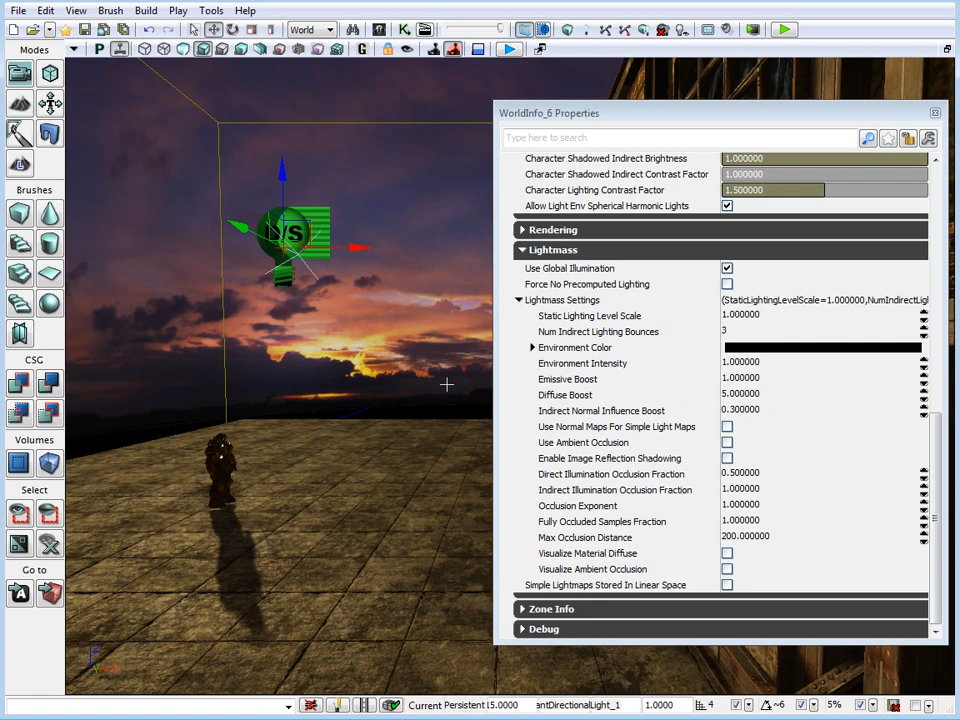 File Edit View Brush Build Play Tools Help
World
Modes
P G
WorldInfo_6 Properties
Type here to search
Character Shadowed Indirect Brightness 1.000000
Character Shadowed Indirect Contrast Factor 1.000000
Character Lighting Contrast Factor 1.500000
Allow Light Env Spherical Harmonic Lights
Rendering
Lightmass
Use Global Illumination
Force No Precomputed Lighting
Lightmass Settings (StaticLightingLevelScale=1.000000,NumIndirectLigl
Static Lighting Level Scale 1.000000
Num Indirect Lighting Bounces 3
Environment Color
Environment Intensity 1.000000
Emissive Boost 1.000000
Diffuse Boost 5.000000
Indirect Normal Influence Boost 0.300000
Use Normal Maps For Simple Light Maps
Use Ambient Occlusion
Enable Image Reflection Shadowing
Direct Illumination Occlusion Fraction 0.500000
Indirect Illumination Occlusion Fraction 1.000000
Occlusion Exponent 1.000000
Fully Occluded Samples Fraction 1.000000
Max Occlusion Distance 200.000000
Visualize Material Diffuse
Visualize Ambient Occlusion
Simple Lightmaps Stored In Linear Space
Zone Info
Debug
Brushes
CSG
Volumes
Select
Go to
A
Z
X
Current Persistent 15.0000 antDirectionalLight_1 1.0000 4 ~6 5%